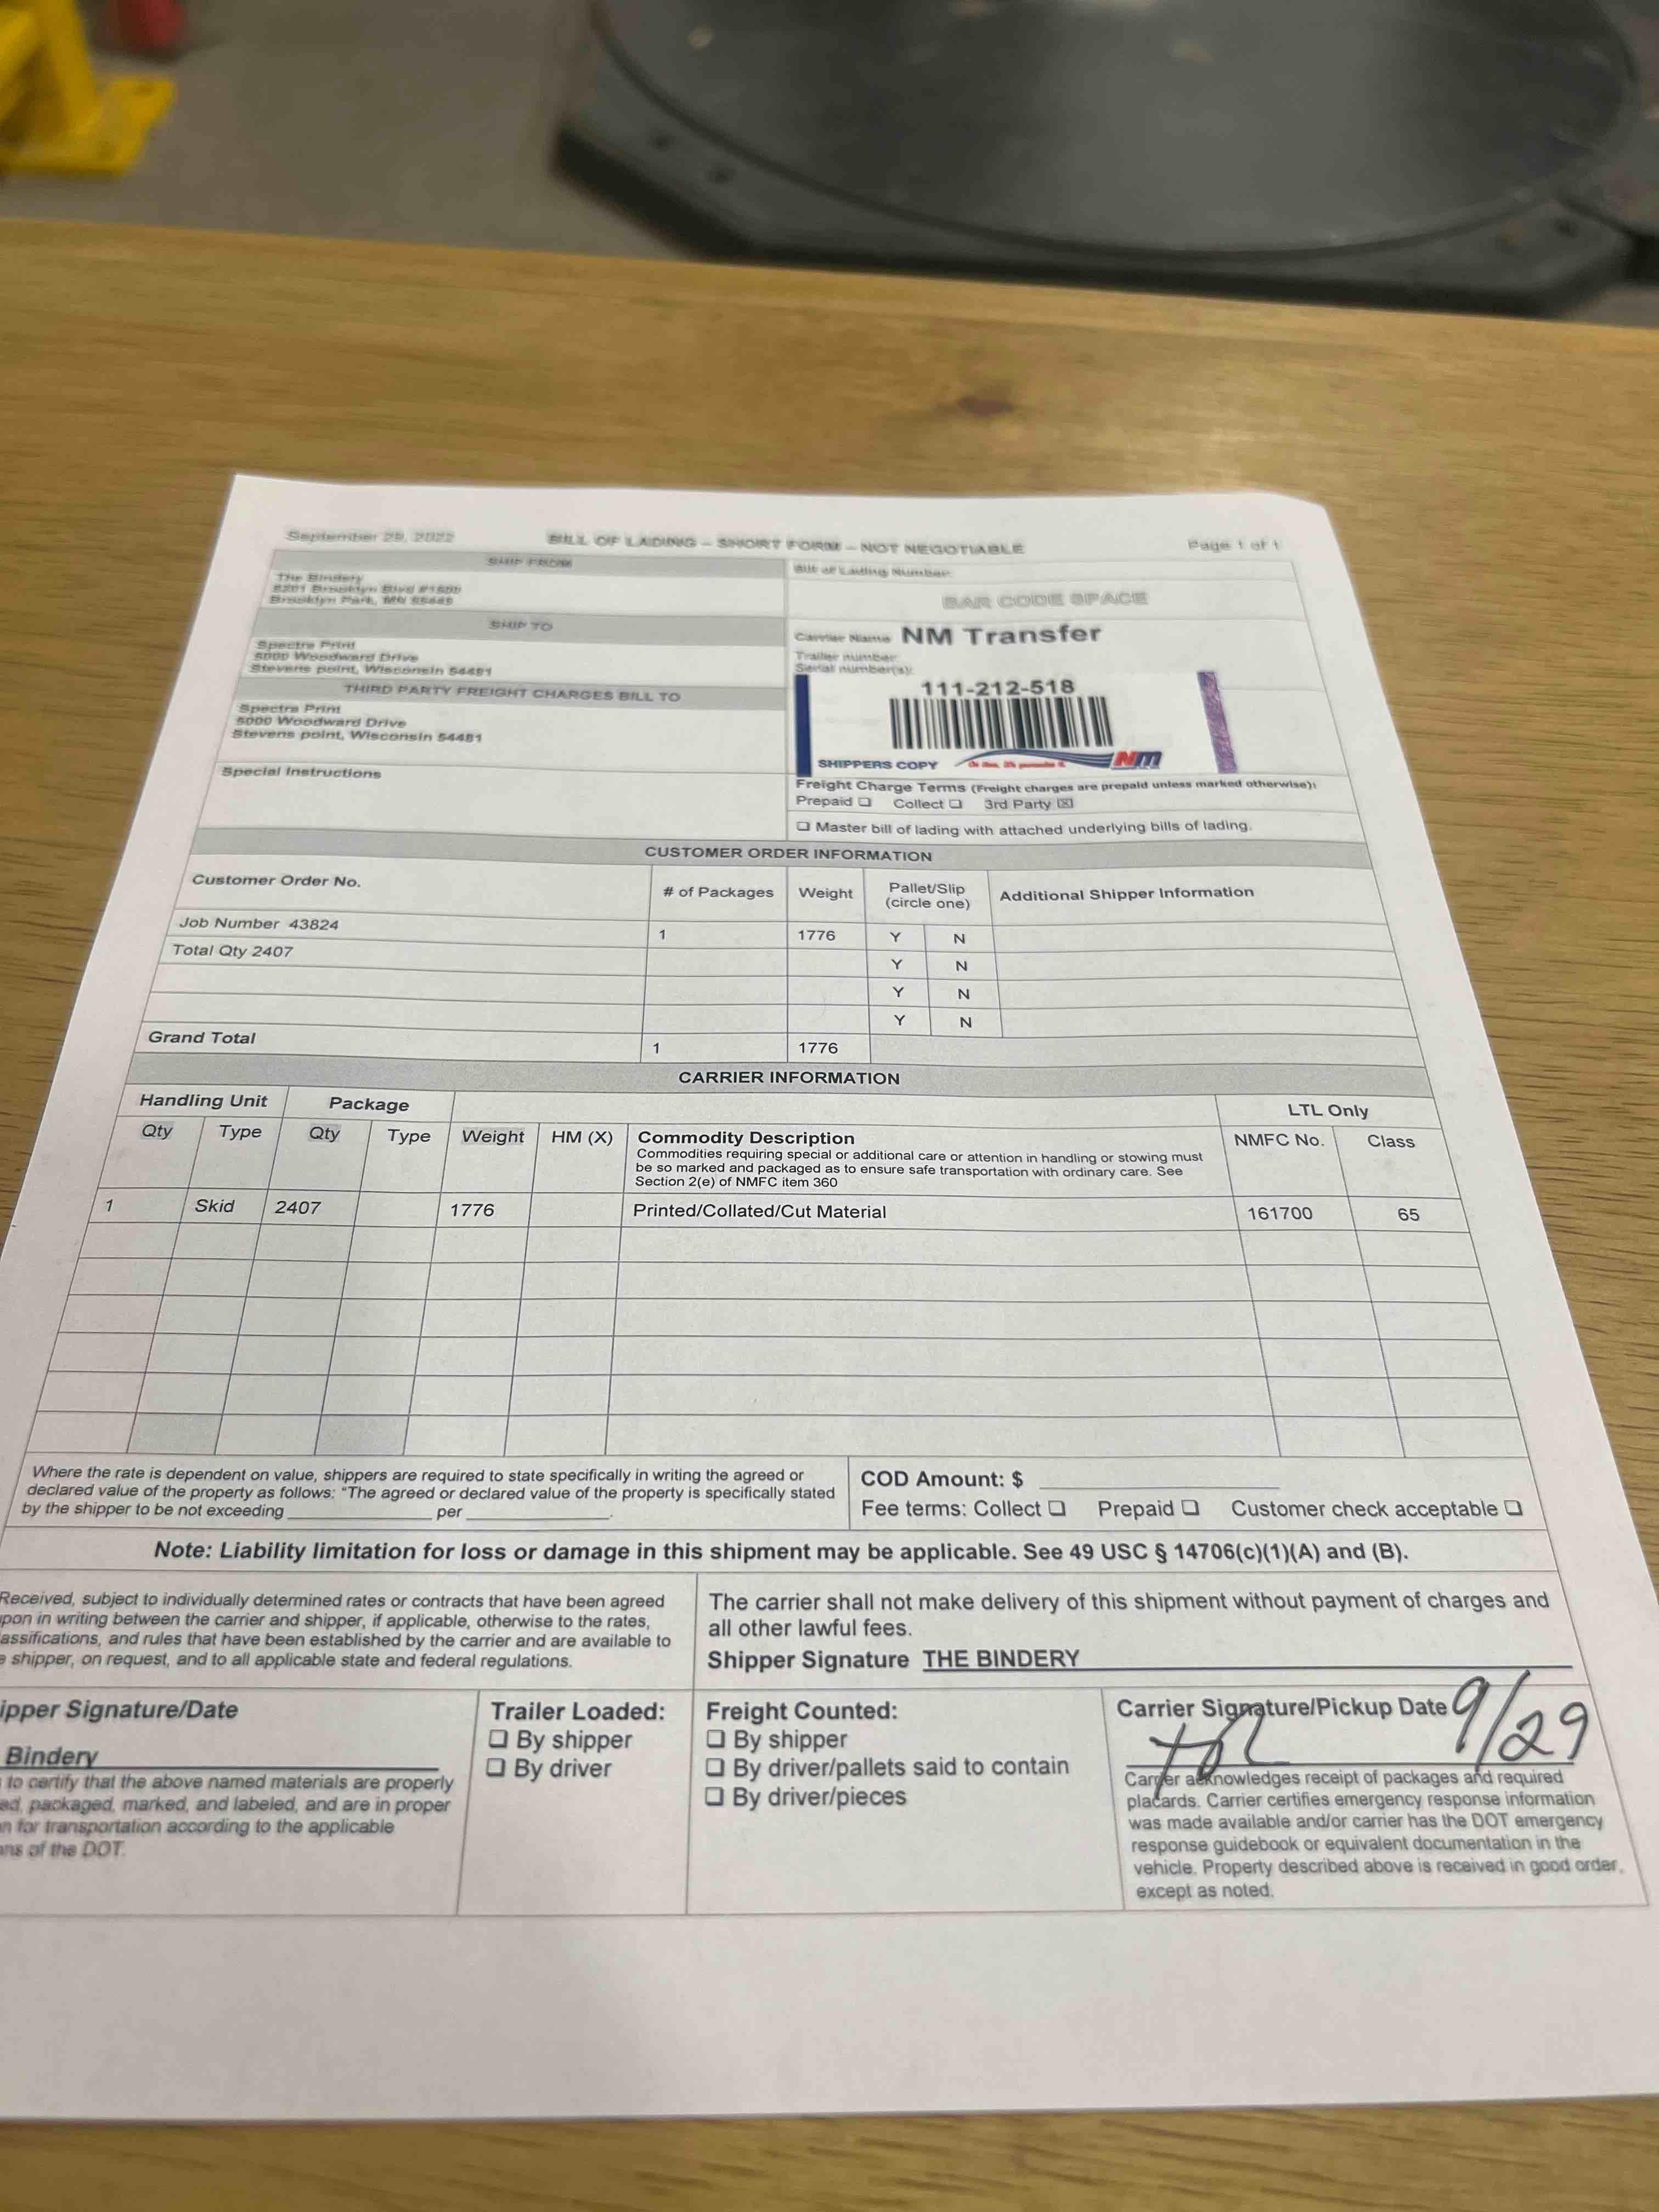 September 29, 2022 BILL OF LADING – SHORT FORM – NOT NEGOTIABLE Page 1 of 1
SHIP FROM
The Bindery
8201 Brooklyn Blvd #1600
Brooklyn Park, MN 55445
Bill of Lading Number:
BAR CODE SPACE
SHIP TO
Spectra Print
5000 Woodward Drive
Stevens point, Wisconsin 54481
Carrier Name NM Transfer
Trailer number:
Serial number(s):
THIRD PARTY FREIGHT CHARGES BILL TO
Spectra Print
5000 Woodward Drive
Stevens point, Wisconsin 54481
111-212-518
SHIPPERS COPY
NM
Special Instructions
Freight Charge Terms (Freight charges are prepaid unless marked otherwise):
Prepaid ❑ Collect ❑ 3rd Party ☒
❑ Master bill of lading with attached underlying bills of lading.
CUSTOMER ORDER INFORMATION
Customer Order No. # of Packages Weight Pallet/Slip (circle one) Additional Shipper Information
Job Number 43824 1 1776 Y N
Total Qty 2407 Y N
Y N
Y N
Grand Total 1 1776
CARRIER INFORMATION
Handling Unit Package LTL Only
Qty Type Qty Type Weight HM (X) Commodity Description NMFC No. Class
Commodities requiring special or additional care or attention in handling or stowing must
be so marked and packaged as to ensure safe transportation with ordinary care. See
Section 2(e) of NMFC item 360
1 Skid 2407 1776 Printed/Collated/Cut Material 161700 65
Where the rate is dependent on value, shippers are required to state specifically in writing the agreed or
declared value of the property as follows: "The agreed or declared value of the property is specifically stated
by the shipper to be not exceeding ______ per ______.
COD Amount: $ ______
Fee terms: Collect ❑ Prepaid ❑ Customer check acceptable ❑
Note: Liability limitation for loss or damage in this shipment may be applicable. See 49 USC § 14706(c)(1)(A) and (B).
Received, subject to individually determined rates or contracts that have been agreed
pon in writing between the carrier and shipper, if applicable, otherwise to the rates,
assifications, and rules that have been established by the carrier and are available to
e shipper, on request, and to all applicable state and federal regulations.
The carrier shall not make delivery of this shipment without payment of charges and
all other lawful fees.
Shipper Signature THE BINDERY
ipper Signature/Date
Bindery
to certify that the above named materials are properly
ed, packaged, marked, and labeled, and are in proper
n for transportation according to the applicable
ons of the DOT.
Trailer Loaded:
❑ By shipper
❑ By driver
Freight Counted:
❑ By shipper
❑ By driver/pallets said to contain
❑ By driver/pieces
Carrier Signature/Pickup Date 9/29
Carrier acknowledges receipt of packages and required
placards. Carrier certifies emergency response information
was made available and/or carrier has the DOT emergency
response guidebook or equivalent documentation in the
vehicle. Property described above is received in good order,
except as noted.